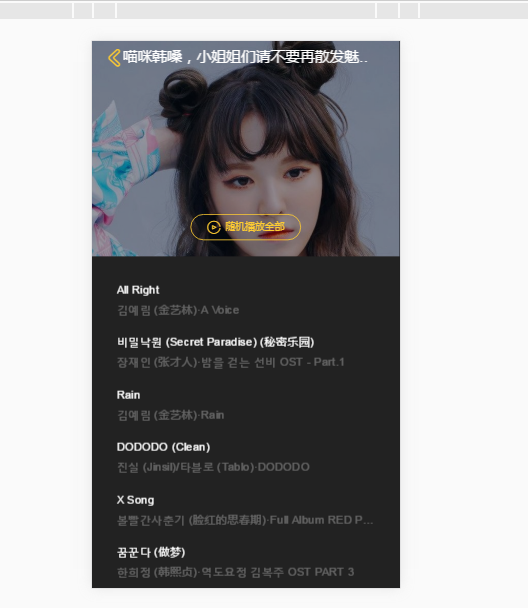 喵咪韩嗓，小姐姐们请不要再散发魅..
随机播放全部
All Right
김예림 (金艺林)·A Voice
비밀낙원 (Secret Paradise) (秘密乐园)
장재인 (张才人)·밤을 걷는 선비 OST - Part.1
Rain
김예림 (金艺林)·Rain
DODODO (Clean)
진실 (Jinsil)/타블로 (Tablo)·DODODO
X Song
볼빨간사춘기 (脸红的思春期)·Full Album RED P...
꿈꾼다 (做梦)
한희정 (韩熙贞)·역도요정 김복주 OST PART 3